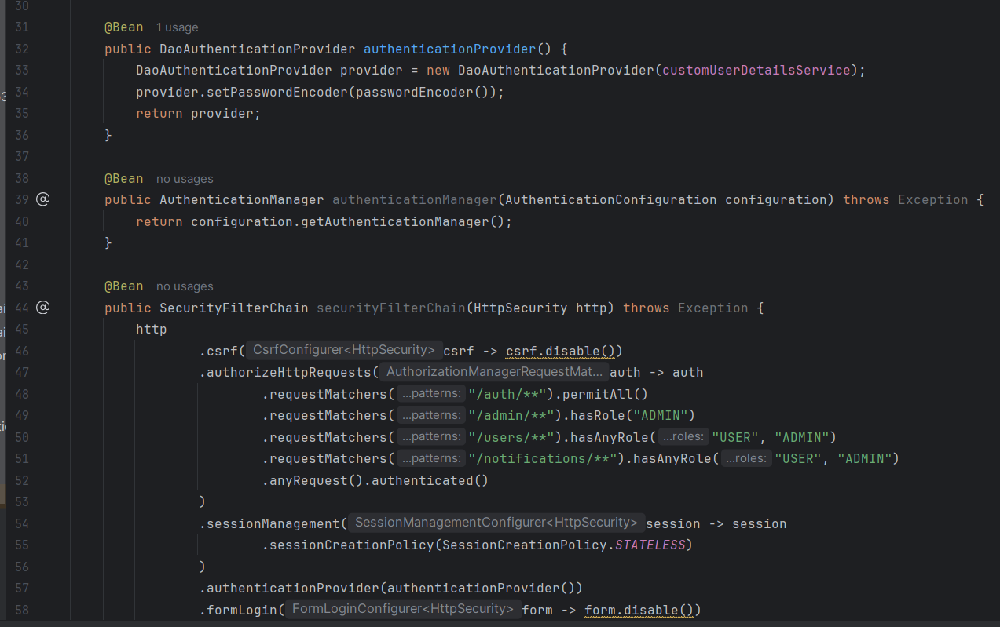 30
31 @Bean 1 usage
32 public DaoAuthenticationProvider authenticationProvider() {
33 DaoAuthenticationProvider provider = new DaoAuthenticationProvider(customUserDetailsService);
34 provider.setPasswordEncoder(passwordEncoder());
35 return provider;
36 }
37
38 @Bean no usages
39 @ public AuthenticationManager authenticationManager(AuthenticationConfiguration configuration) throws Exception {
40 return configuration.getAuthenticationManager();
41 }
42
43 @Bean no usages
44 @ public SecurityFilterChain securityFilterChain(HttpSecurity http) throws Exception {
45 http
46 .csrf( CsrfConfigurer<HttpSecurity> csrf -> csrf.disable())
47 .authorizeHttpRequests( AuthorizationManagerRequestMat... auth -> auth
48 .requestMatchers( ...patterns: "/auth/**").permitAll()
49 .requestMatchers( ...patterns: "/admin/**").hasRole("ADMIN")
50 .requestMatchers( ...patterns: "/users/**").hasAnyRole( ...roles: "USER", "ADMIN")
51 .requestMatchers( ...patterns: "/notifications/**").hasAnyRole( ...roles: "USER", "ADMIN")
52 .anyRequest().authenticated()
53 )
54 .sessionManagement( SessionManagementConfigurer<HttpSecurity> session -> session
55 .sessionCreationPolicy(SessionCreationPolicy.STATELESS)
56 )
57 .authenticationProvider(authenticationProvider())
58 .formLogin( FormLoginConfigurer<HttpSecurity> form -> form.disable())